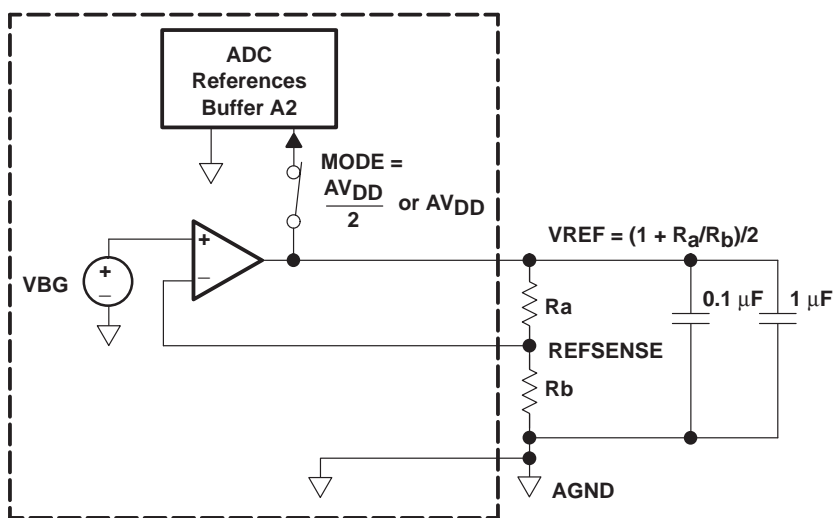 ADC
References
Buffer A2
MODE =
AVDD
2
or AVDD
+
−
VBG
+
−
VREF = (1 + Ra/Rb)/2
Ra
0.1 μF
1 μF
REFSENSE
Rb
AGND